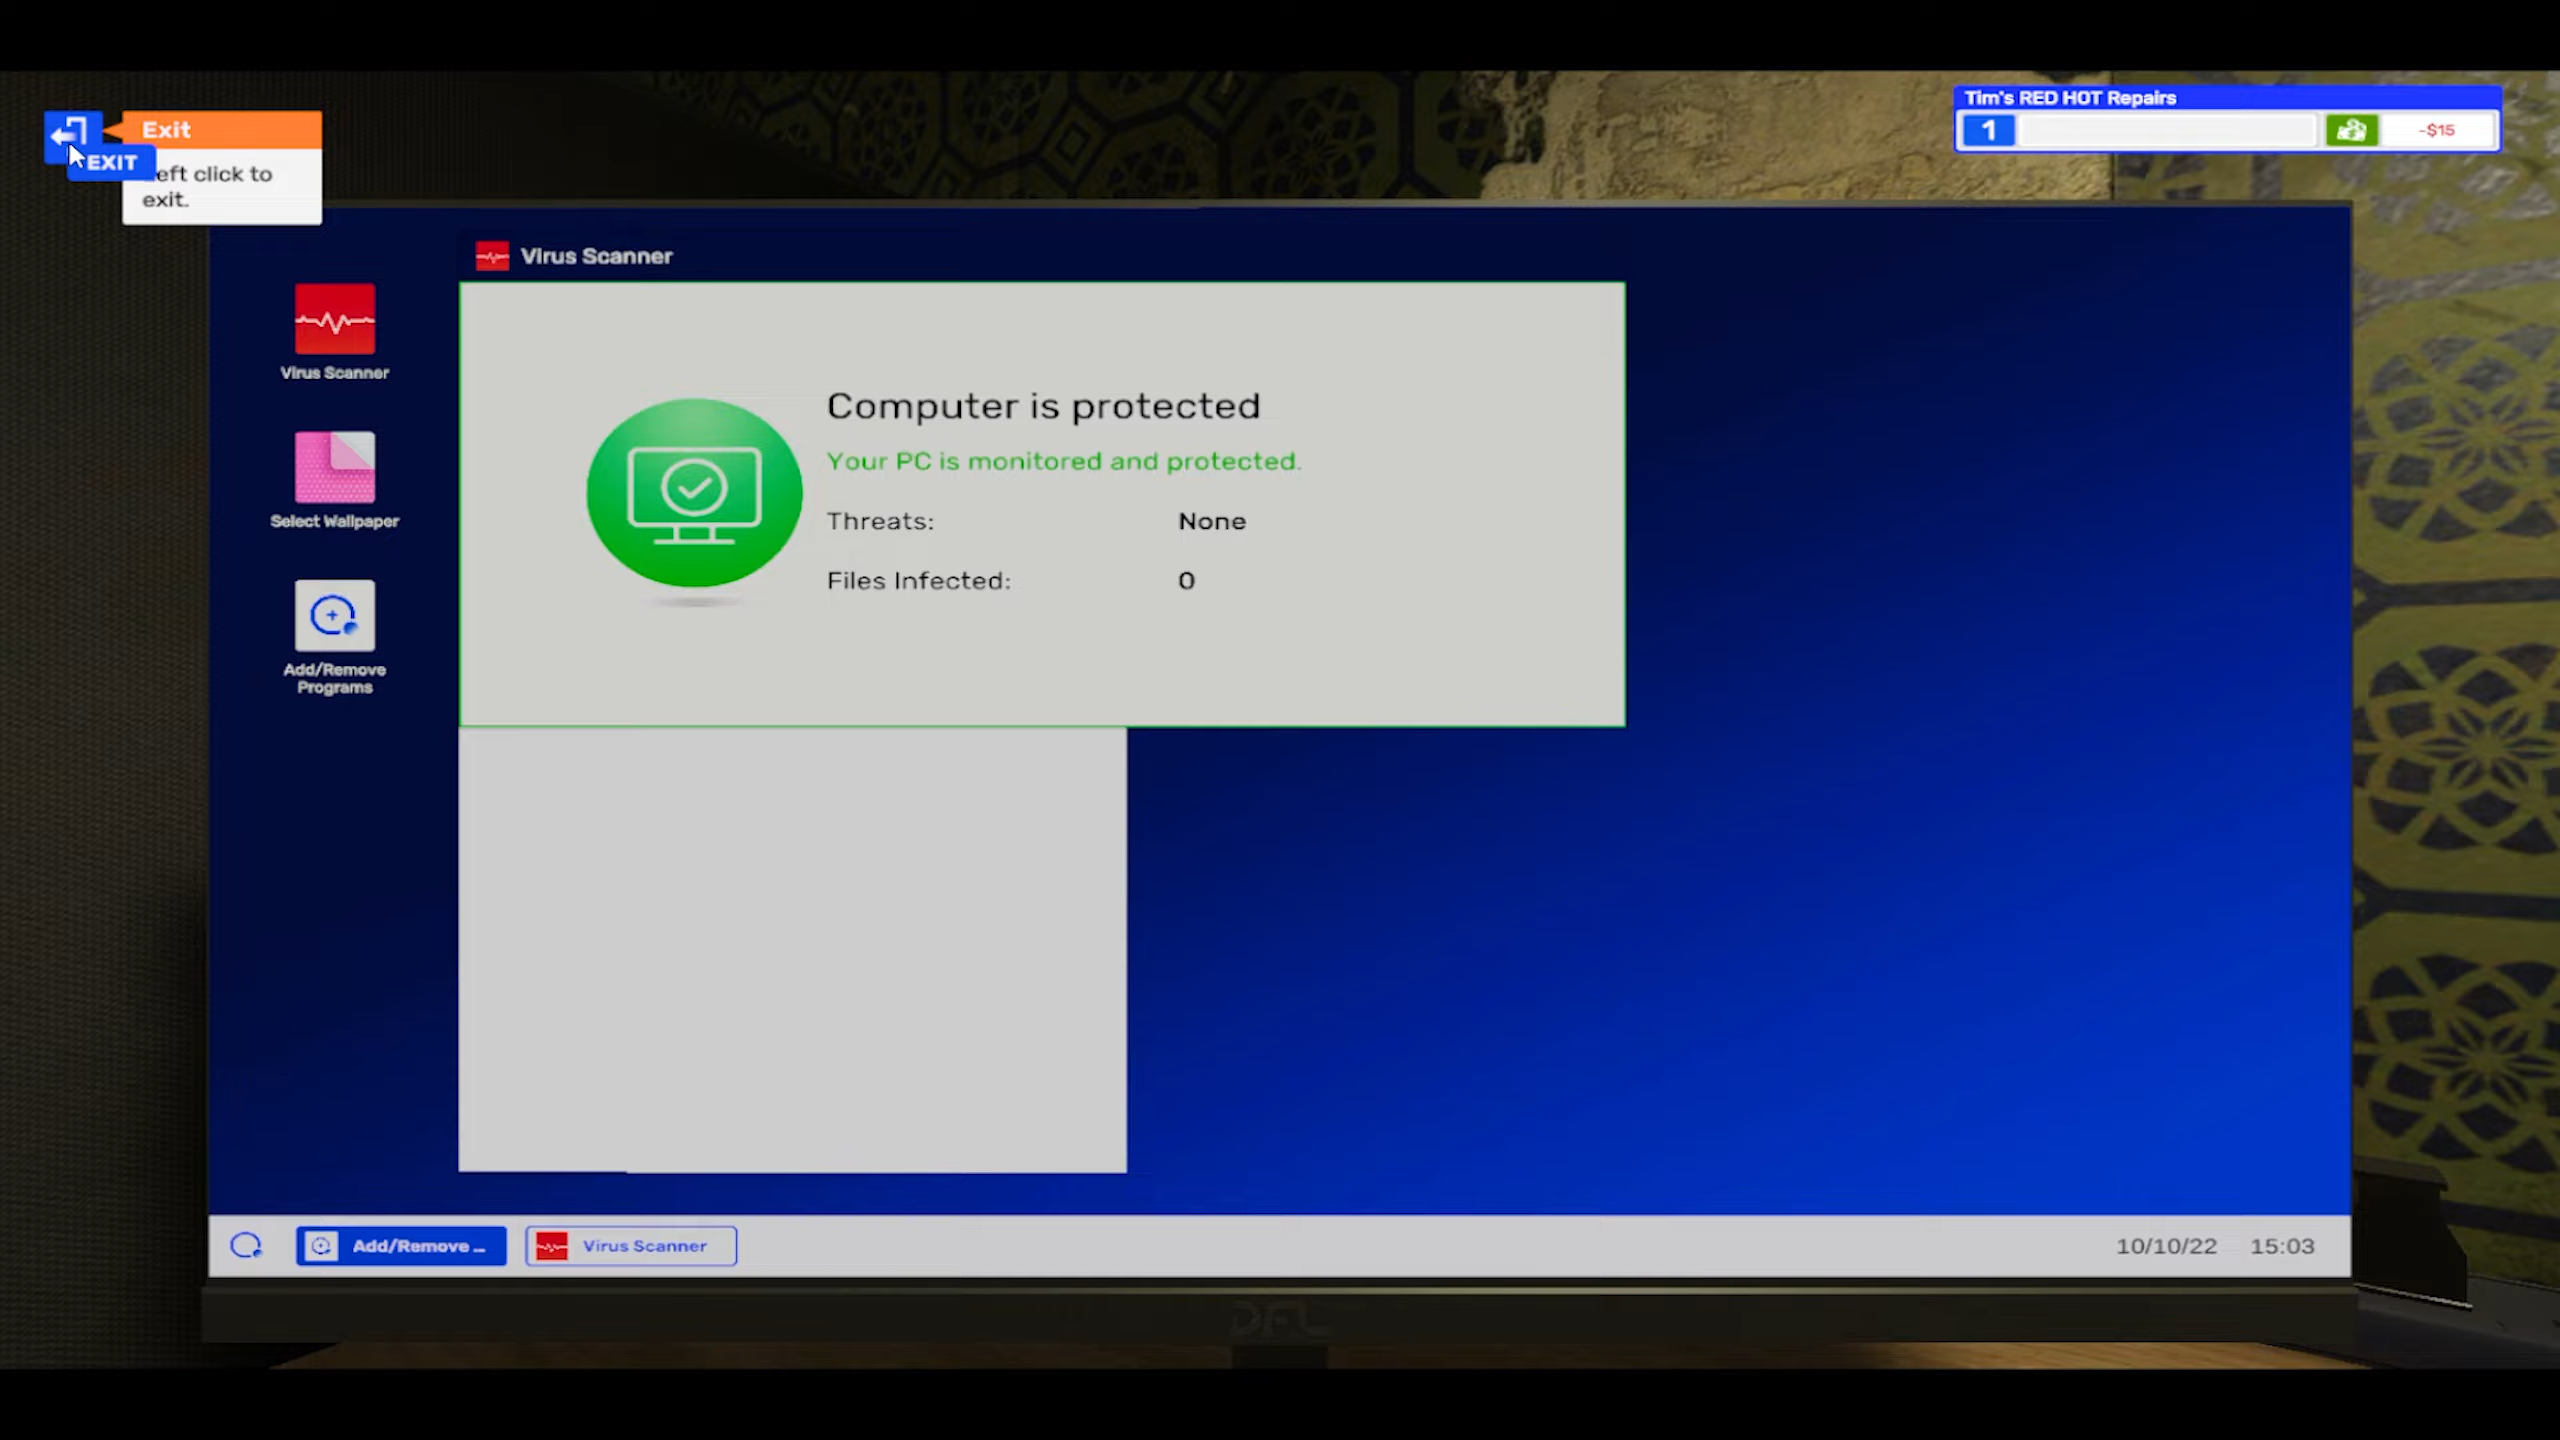 Exit
EXIT
Left click to
exit.
Tim's RED HOT Repairs
1
-$15
Virus Scanner
Virus Scanner
Select Wallpaper
Add/Remove
Programs
Computer is protected
Your PC is monitored and protected.
Threats: None
Files Infected: 0
Add/Remove ...
Virus Scanner
10/10/22 15:03
DFL